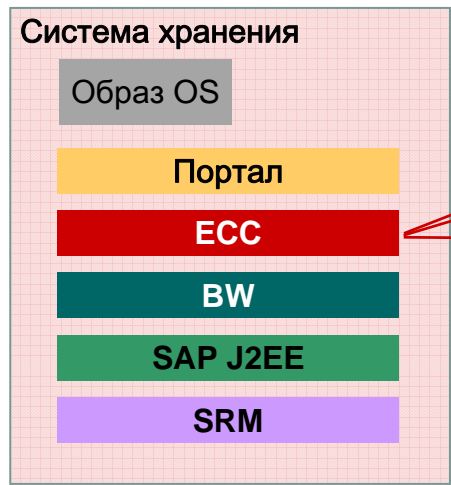 Система хранения
Образ OS
Портал
ECC
BW
SAP J2EE
SRM